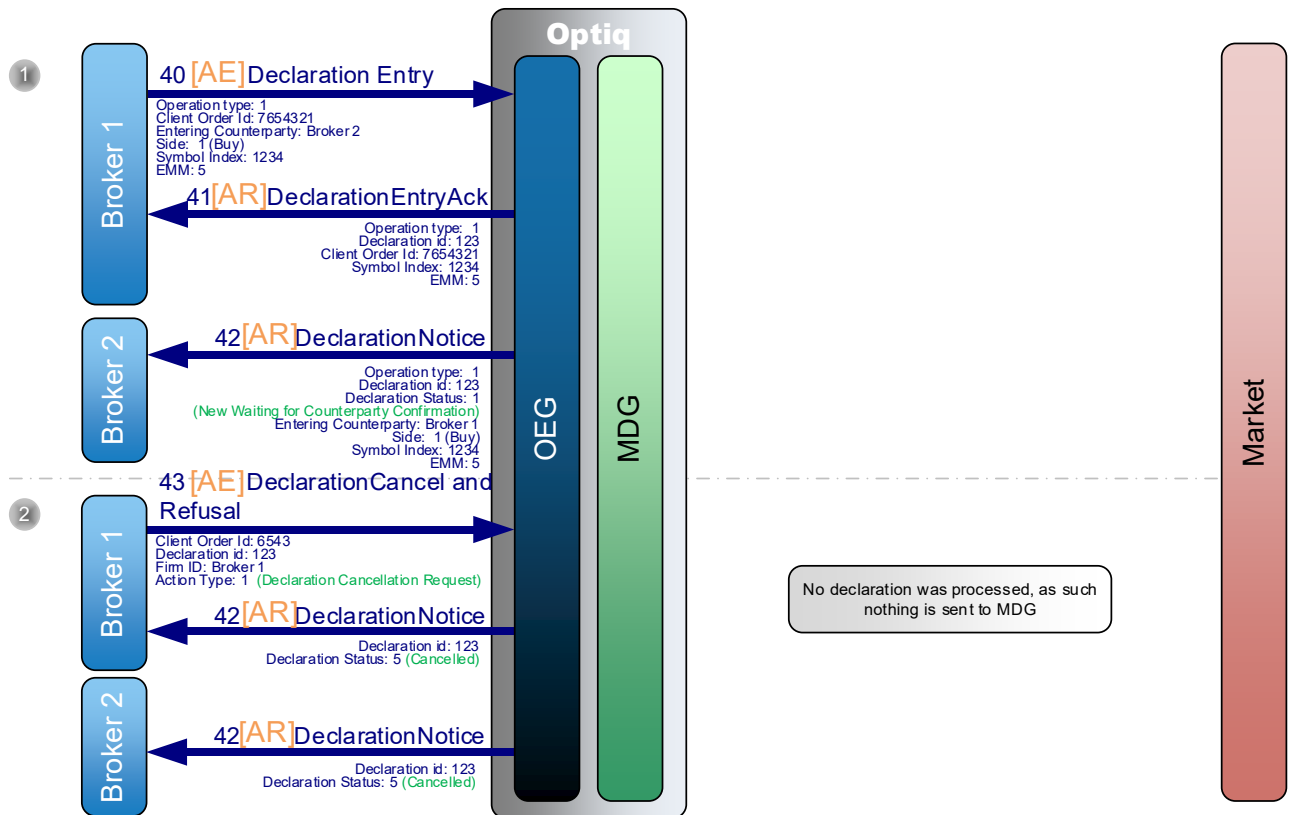 Optiq
1
Broker 1
40 [AE] Declaration Entry
Operation type: 1
Client Order Id: 7654321
Entering Counterparty: Broker 2
Side: 1 (Buy)
Symbol Index: 1234
EMM: 5
41 [AR] DeclarationEntryAck
Operation type: 1
Declaration id: 123
Client Order Id: 7654321
Symbol Index: 1234
EMM: 5
Broker 2
42 [AR] DeclarationNotice
Operation type: 1
Declaration id: 123
Declaration Status: 1
(New Waiting for Counterparty Confirmation)
Entering Counterparty: Broker 1
Side: 1 (Buy)
Symbol Index: 1234
EMM: 5
OEG
MDG
Market
2
Broker 1
43 [AE] DeclarationCancel and
Refusal
Client Order Id: 6543
Declaration id: 123
Firm ID: Broker 1
Action Type: 1 (Declaration Cancellation Request)
42 [AR] DeclarationNotice
Declaration id: 123
Declaration Status: 5 (Cancelled)
No declaration was processed, as such
nothing is sent to MDG
Broker 2
42 [AR] DeclarationNotice
Declaration id: 123
Declaration Status: 5 (Cancelled)